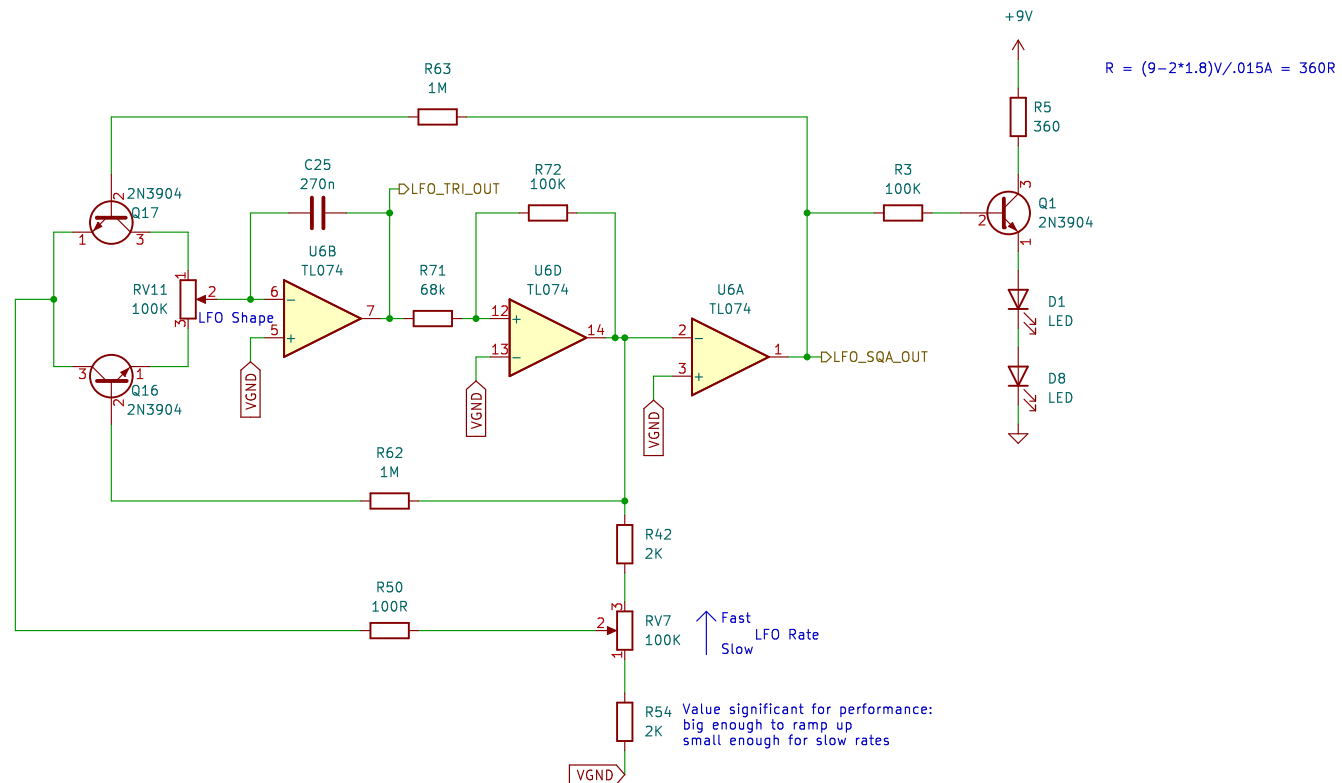 +9V
R = (9-2*1.8)V/.015A = 360R
R63
1M
R5
360
C25
270n
LFO_TRI_OUT
R72
100K
R3
100K
2N3904
Q17
2
1
3
3
2
1
Q1
2N3904
U6B
TL074
R71
68k
U6D
TL074
U6A
TL074
RV11
100K
1
2
3
LFO Shape
6
5
7
12
13
14
2
3
1
LFO_SQA_OUT
D1
LED
D8
LED
VGND
VGND
VGND
3
1
2
Q16
2N3904
R62
1M
R42
2K
R50
100R
3
2
1
RV7
100K
Fast
LFO Rate
Slow
R54
2K
Value significant for performance:
big enough to ramp up
small enough for slow rates
VGND